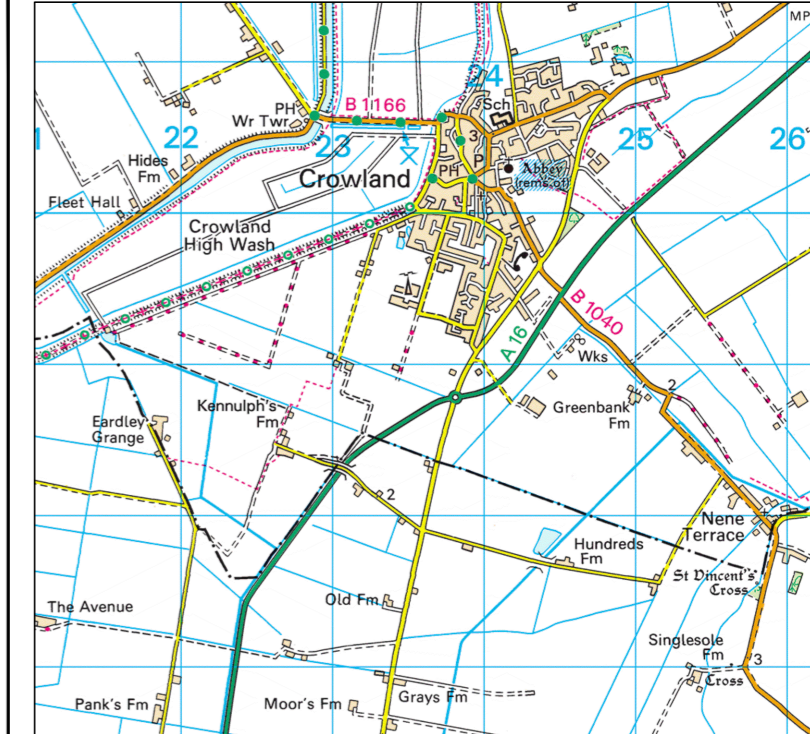 MP
24
B 1166
PH
Wr Twr
Sch
1
22
23
3
25
26
Hides
Fm
P
PH
Abbey
(rems of)
Crowland
Fleet Hall
Crowland
High Wash
B 1040
A 16
Wks
2
Kennulph's
Fm
Greenbank
Fm
Eardley
Grange
2
Nene
Terrace
Hundreds
Fm
St Vincent's
Cross
Old Fm
The Avenue
Singlesole
Fm
3
Cross
Pank's Fm
Moor's Fm
Grays Fm